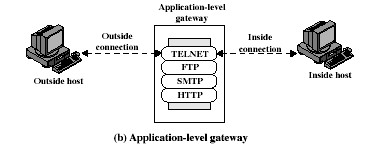 Application-level
gateway
Outside
connection
Inside
connection
TELNET
FTP
SMTP
HTTP
Outside host
Inside host
(b) Application-level gateway